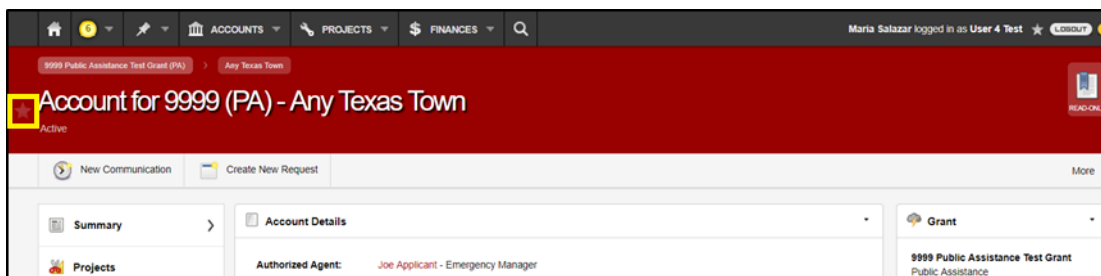 6 ACCOUNTS PROJECTS $ FINANCES Maria Salazar logged in as User 4 Test LOGOUT
9999 Public Assistance Test Grant (PA) > Any Texas Town
Account for 9999 (PA) - Any Texas Town
READ-ONL
Active
New Communication Create New Request More
Summary Account Details Grant
Projects Authorized Agent: Joe Applicant - Emergency Manager 9999 Public Assistance Test Grant
Public Assistance